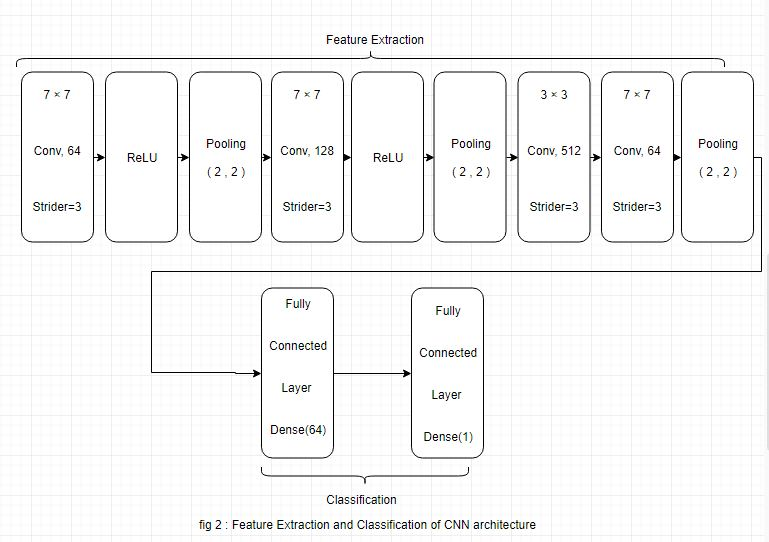 Feature Extraction
7 × 7
Conv, 64
Strider=3
ReLU
Pooling
( 2 , 2 )
7 × 7
Conv, 128
Strider=3
ReLU
Pooling
( 2 , 2 )
3 × 3
Conv, 512
Strider=3
7 × 7
Conv, 64
Strider=3
Pooling
( 2 , 2 )
Fully
Connected
Layer
Dense(64)
Fully
Connected
Layer
Dense(1)
Classification
fig 2 : Feature Extraction and Classification of CNN architecture